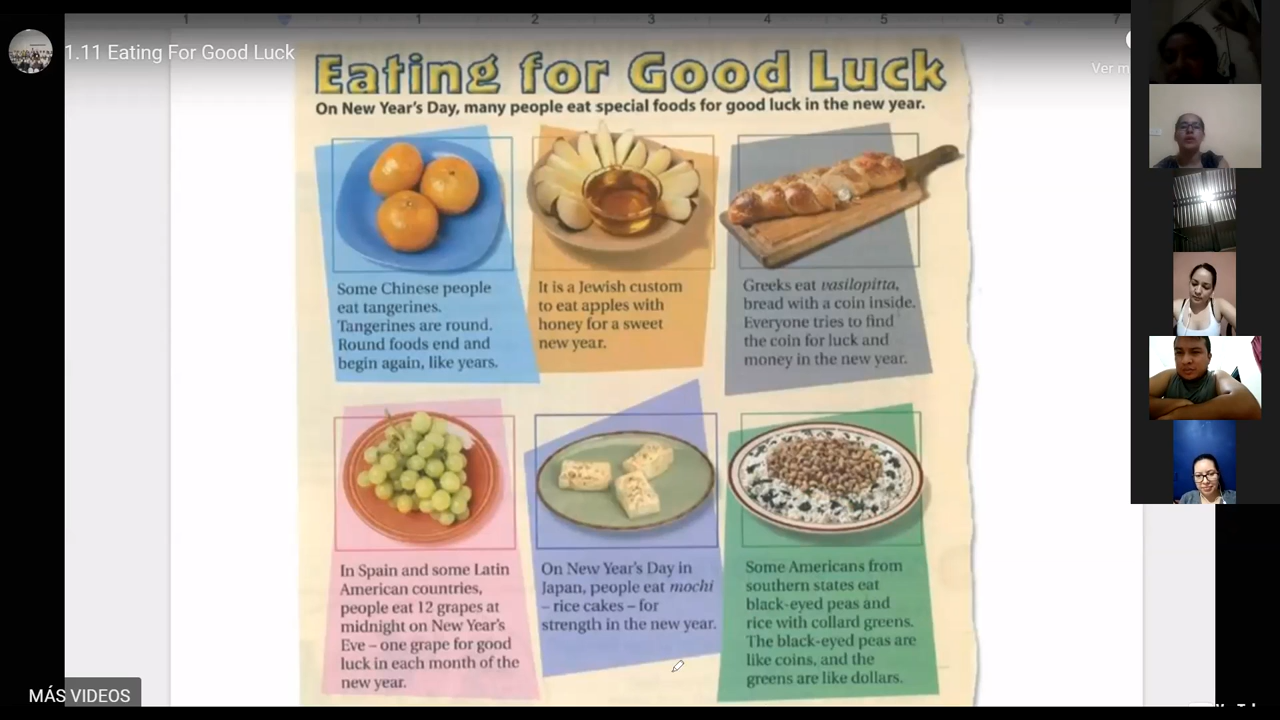 1 1 2 3 4 5 6 7
1.11 Eating For Good Luck
Ver m
Eating for Good Luck
On New Year's Day, many people eat special foods for good luck in the new year.
Some Chinese people
eat tangerines.
Tangerines are round.
Round foods end and
begin again, like years.
It is a Jewish custom
to eat apples with
honey for a sweet
new year.
Greeks eat vasilopitta,
bread with a coin inside.
Everyone tries to find
the coin for luck and
money in the new year.
In Spain and some Latin
American countries,
people eat 12 grapes at
midnight on New Year's
Eve – one grape for good
luck in each month of the
new year.
On New Year's Day in
Japan, people eat mochi
– rice cakes – for
strength in the new year.
Some Americans from
southern states eat
black-eyed peas and
rice with collard greens.
The black-eyed peas are
like coins, and the
greens are like dollars.
MÁS VIDEOS